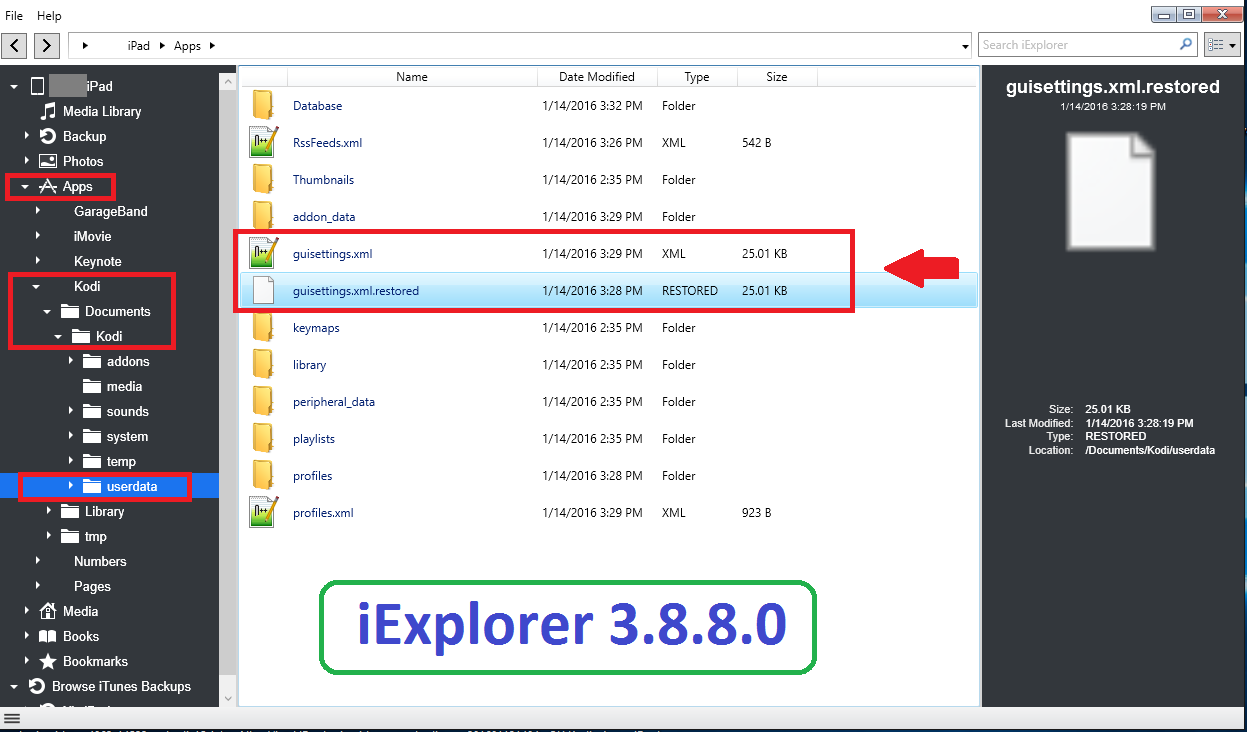 File Help
iPad Apps
Search iExplorer
iPad
Media Library
Backup
Photos
Apps
GarageBand
iMovie
Keynote
Kodi
Documents
Kodi
addons
media
sounds
system
temp
userdata
Library
tmp
Numbers
Pages
Media
Books
Bookmarks
Browse iTunes Backups
Name Date Modified Type Size
Database 1/14/2016 3:32 PM Folder
RssFeeds.xml 1/14/2016 3:26 PM XML 542 B
Thumbnails 1/14/2016 2:35 PM Folder
addon_data 1/14/2016 3:29 PM Folder
guisettings.xml 1/14/2016 3:29 PM XML 25.01 KB
guisettings.xml.restored 1/14/2016 3:28 PM RESTORED 25.01 KB
keymaps 1/14/2016 2:35 PM Folder
library 1/14/2016 2:35 PM Folder
peripheral_data 1/14/2016 2:35 PM Folder
playlists 1/14/2016 2:35 PM Folder
profiles 1/14/2016 3:28 PM Folder
profiles.xml 1/14/2016 3:29 PM XML 923 B
iExplorer 3.8.8.0
guisettings.xml.restored
1/14/2016 3:28:19 PM
Size: 25.01 KB
Last Modified: 1/14/2016 3:28:19 PM
Type: RESTORED
Location: /Documents/Kodi/userdata